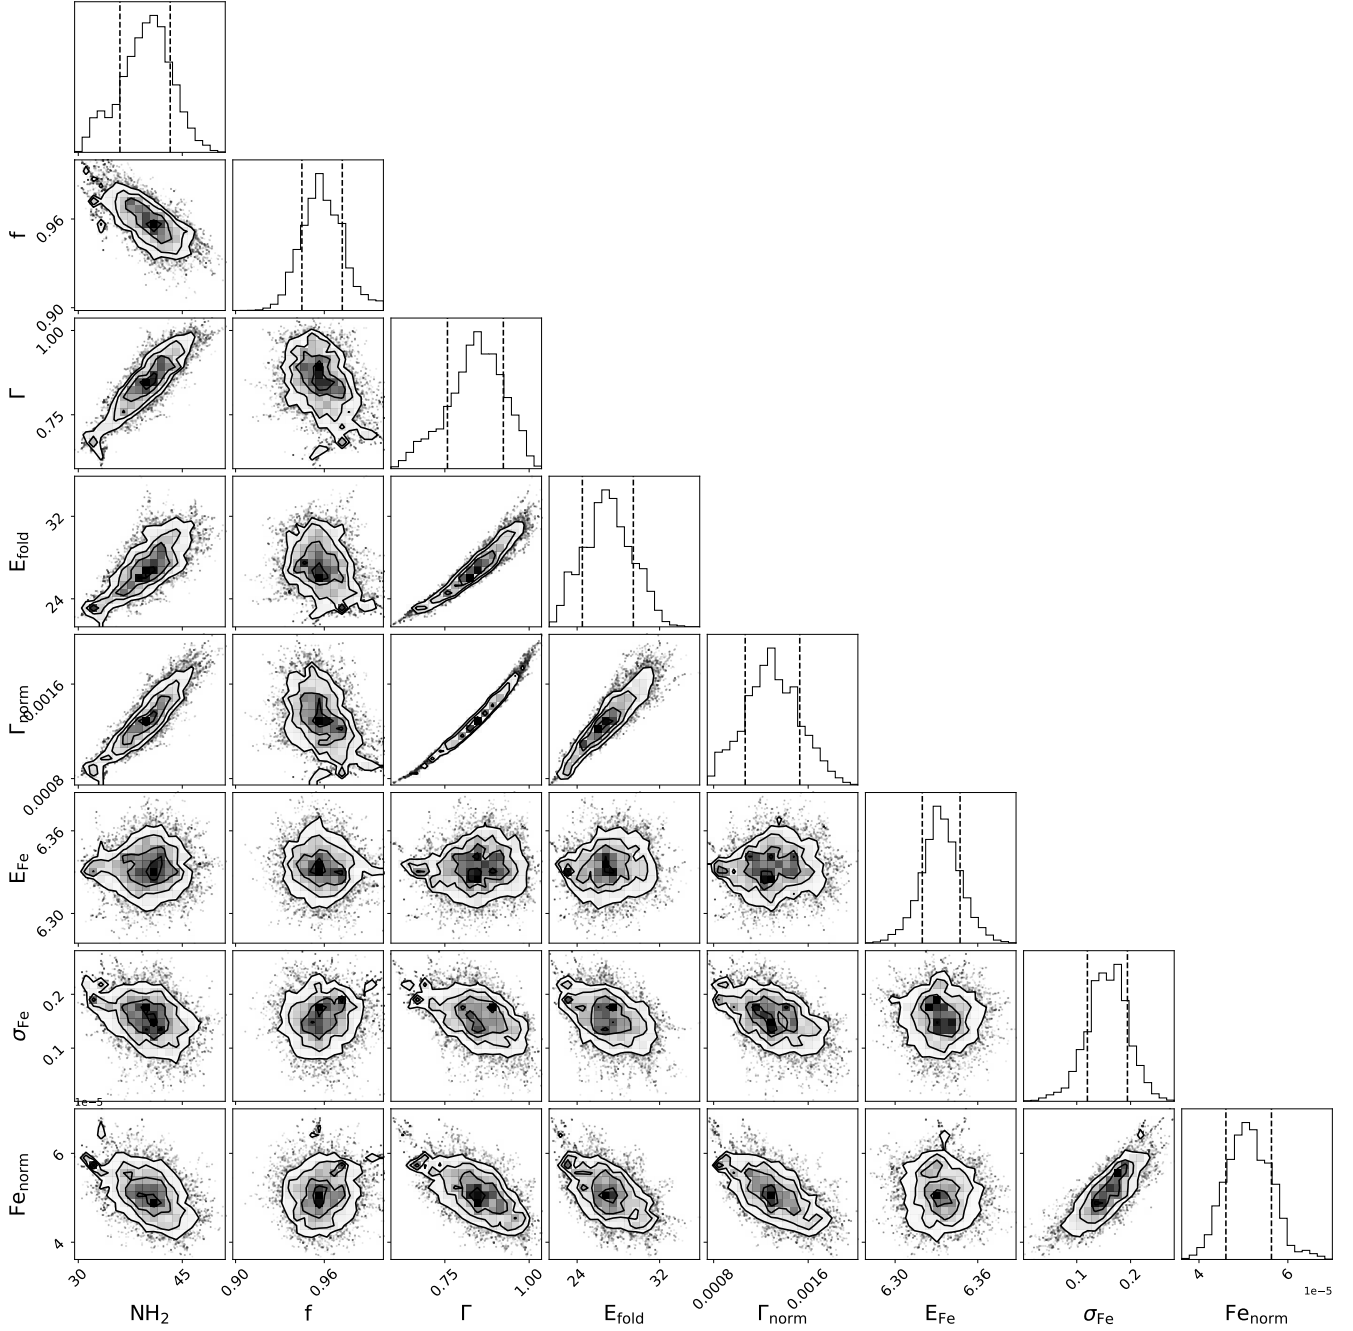 f
0.96
0.90
Γ
1.00
0.75
E_fold
32
24
Γ_norm
0.0016
0.0008
E_Fe
6.36
6.30
σ_Fe
0.2
0.1
1e−5
Fe_norm
6
4
30 45 0.90 0.96 0.75 1.00 24 32 0.0008 0.0016 6.30 6.36 0.1 0.2 4 6
1e−5
NH₂ f Γ E_fold Γ_norm E_Fe σ_Fe Fe_norm